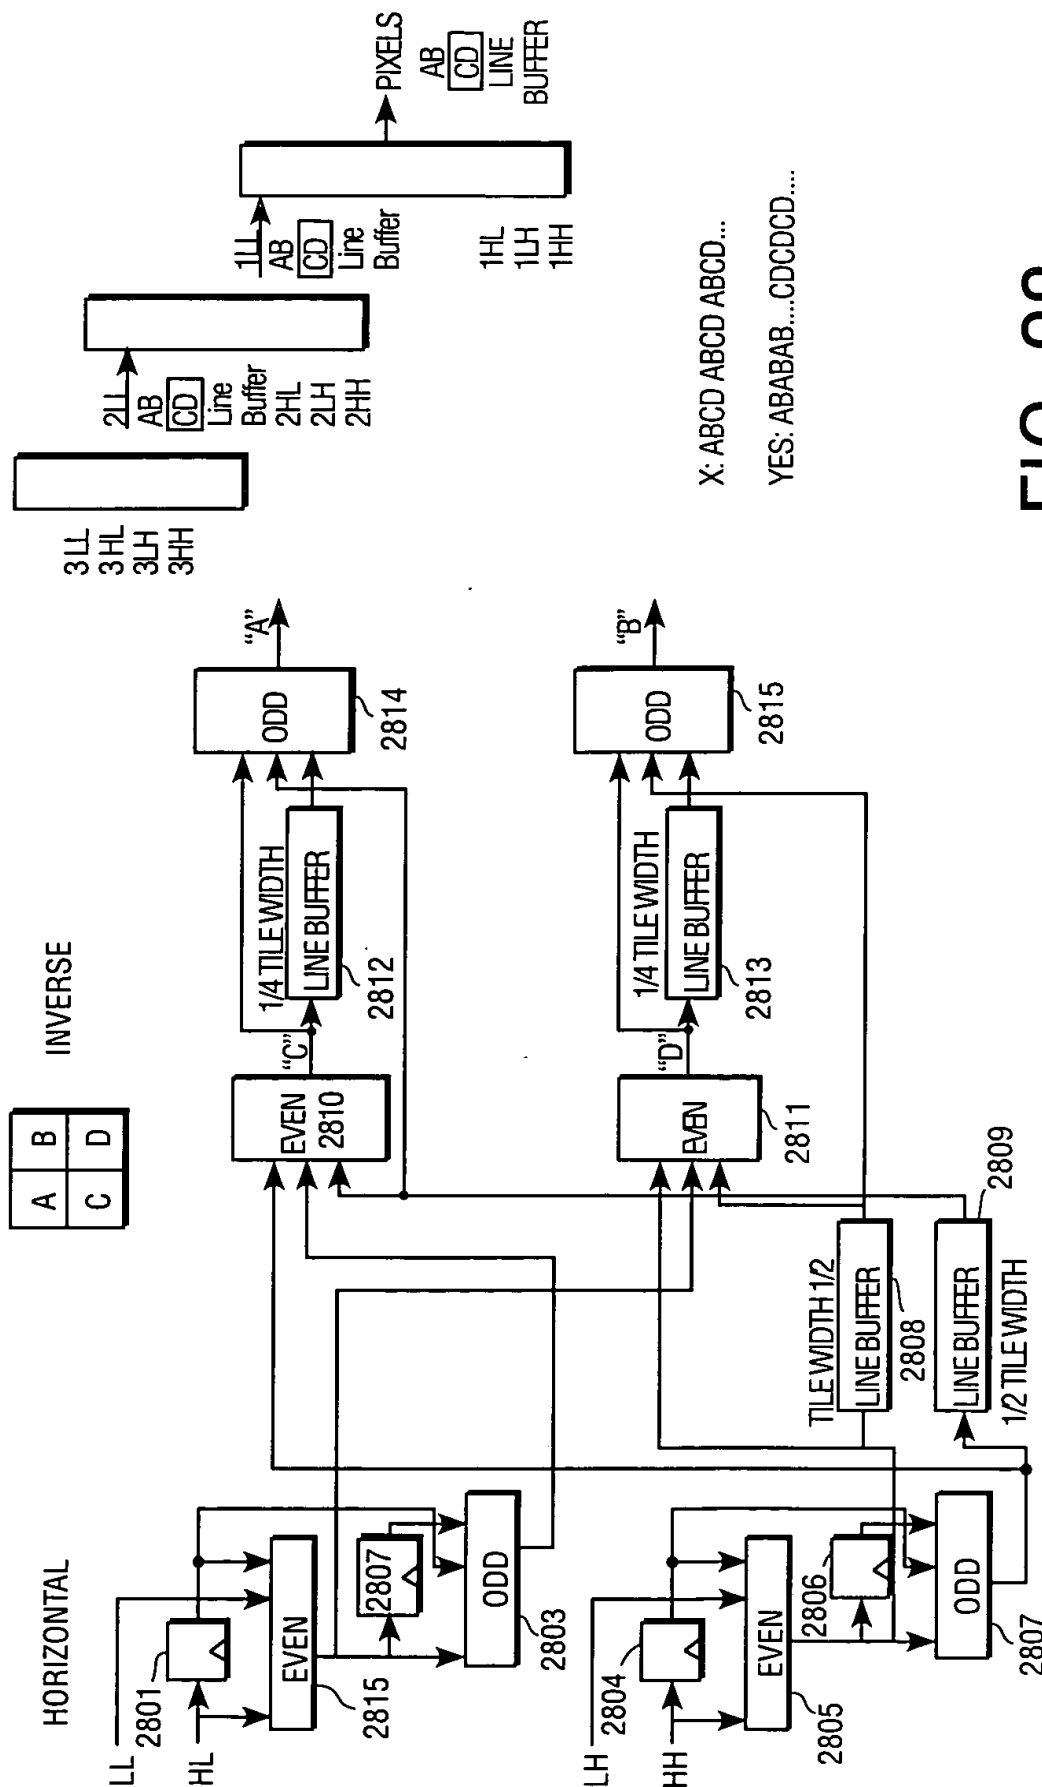 HORIZONTAL
INVERSE
A B
C D
LL
2801
HL
EVEN
2815
2807
ODD
2803
LH
2804
HH
EVEN
2805
2806
ODD
2807
TILE WIDTH 1/2
LINE BUFFER
2808
LINE BUFFER
2809
1/2 TILE WIDTH
EVEN
2810
"C"
1/4 TILE WIDTH
LINE BUFFER
2812
ODD
2814
"A"
EVEN
2811
"D"
1/4 TILE WIDTH
LINE BUFFER
2813
ODD
2815
"B"
3LL
3HL
3LH
3HH
2LL
AB
CD
Line
Buffer
2HL
2LH
2HH
1LL
AB
CD
Line
Buffer
1HL
1LH
1HH
PIXELS
AB
CD
LINE
BUFFER
X: ABCD ABCD ABCD...
YES: ABABAB....CDCDCD....
FIG.